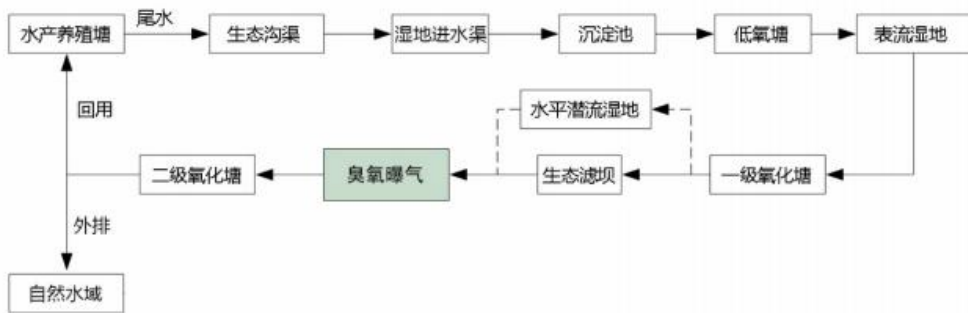 尾水
水产养殖塘
生态沟渠
湿地进水渠
沉淀池
低氧塘
表流湿地
回用
水平潜流湿地
二级氧化塘
臭氧曝气
生态滤坝
一级氧化塘
外排
自然水域